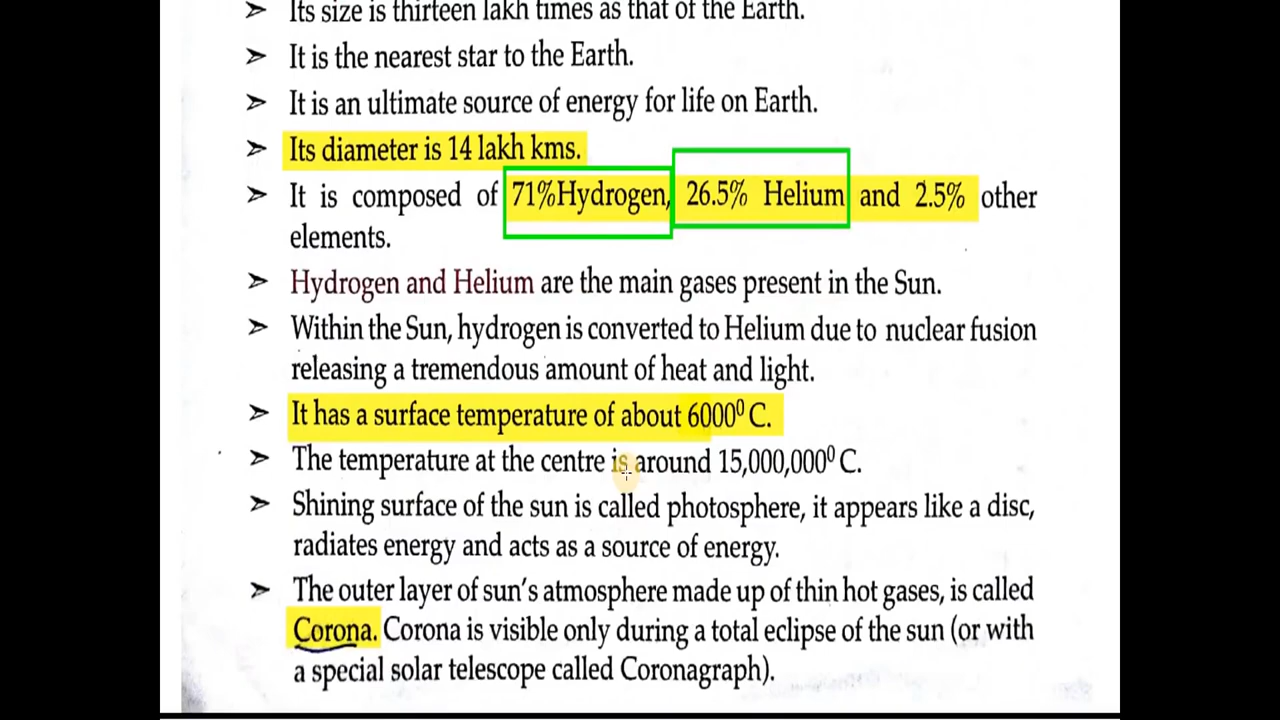 ➢ Its size is thirteen lakh times as that of the Earth.
➢ It is the nearest star to the Earth.
➢ It is an ultimate source of energy for life on Earth.
➢ Its diameter is 14 lakh kms.
➢ It is composed of 71%Hydrogen, 26.5% Helium and 2.5% other
elements.
➢ Hydrogen and Helium are the main gases present in the Sun.
➢ Within the Sun, hydrogen is converted to Helium due to nuclear fusion
releasing a tremendous amount of heat and light.
➢ It has a surface temperature of about 6000⁰ C.
➢ The temperature at the centre is around 15,000,000⁰ C.
➢ Shining surface of the sun is called photosphere, it appears like a disc,
radiates energy and acts as a source of energy.
➢ The outer layer of sun's atmosphere made up of thin hot gases, is called
Corona. Corona is visible only during a total eclipse of the sun (or with
a special solar telescope called Coronagraph).